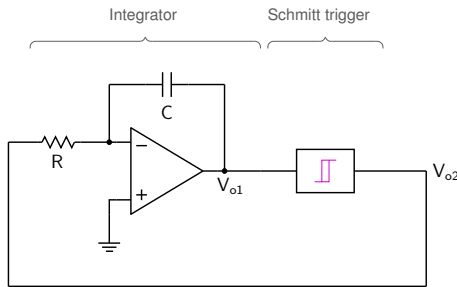 Integrator
Schmitt trigger
C
R
−
+
Vo1
Vo2